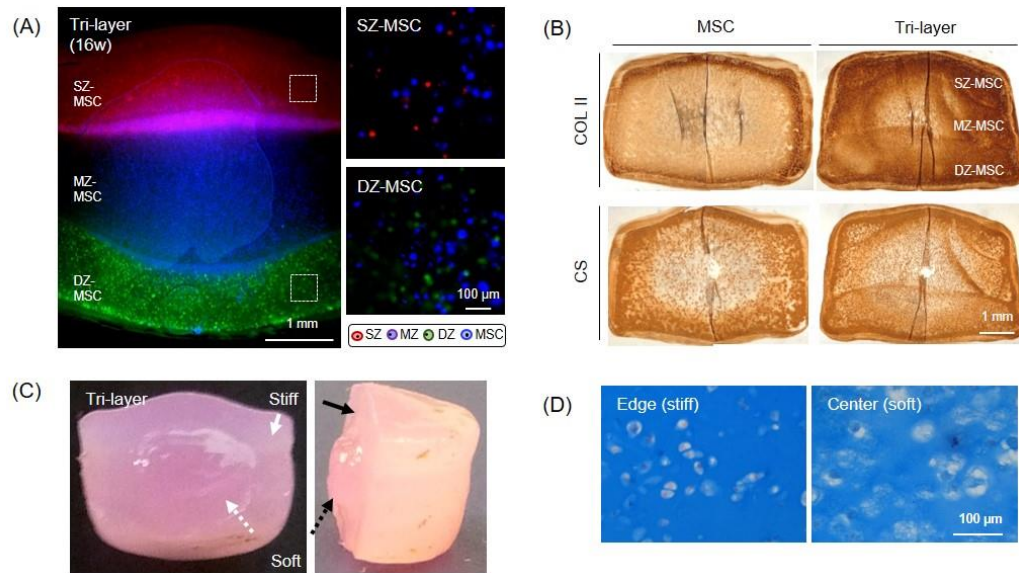 (A)
Tri-layer
(16w)
SZ-
MSC
MZ-
MSC
DZ-
MSC
1 mm
SZ-MSC
DZ-MSC
100 µm
SZ MZ DZ MSC
(B)
MSC
Tri-layer
COL II
SZ-MSC
MZ-MSC
DZ-MSC
CS
1 mm
(C)
Tri-layer
Stiff
Soft
(D)
Edge (stiff)
Center (soft)
100 µm